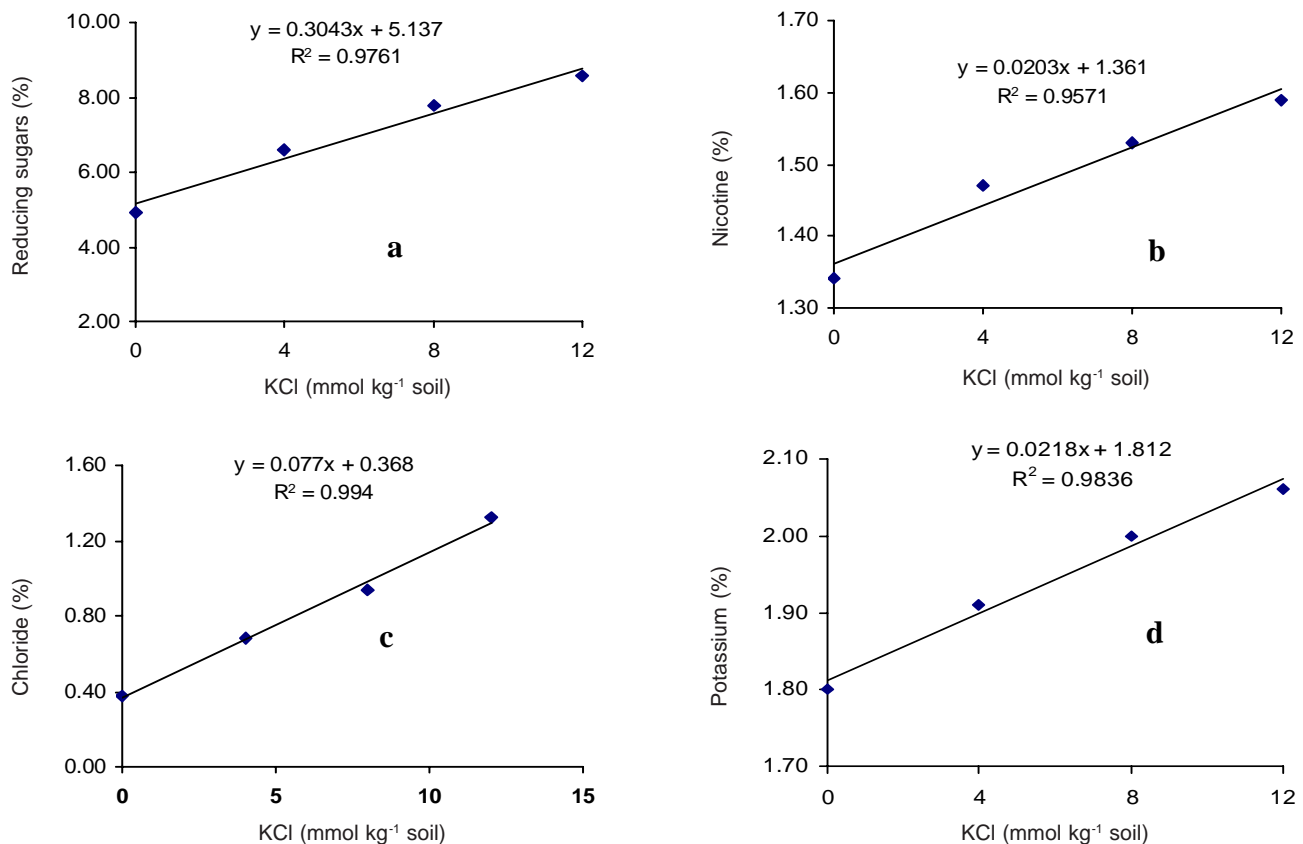 y = 0.3043x + 5.137
R² = 0.9761
Reducing sugars (%)
10.00
8.00
6.00
4.00
2.00
a
0 4 8 12
KCl (mmol kg⁻¹ soil)
y = 0.0203x + 1.361
R² = 0.9571
Nicotine (%)
1.70
1.60
1.50
1.40
1.30
b
0 4 8 12
KCl (mmol kg⁻¹ soil)
y = 0.077x + 0.368
R² = 0.994
Chloride (%)
1.60
1.20
0.80
0.40
0.00
c
0 5 10 15
KCl (mmol kg⁻¹ soil)
y = 0.0218x + 1.812
R² = 0.9836
Potassium (%)
2.10
2.00
1.90
1.80
1.70
d
0 4 8 12
KCl (mmol kg⁻¹ soil)